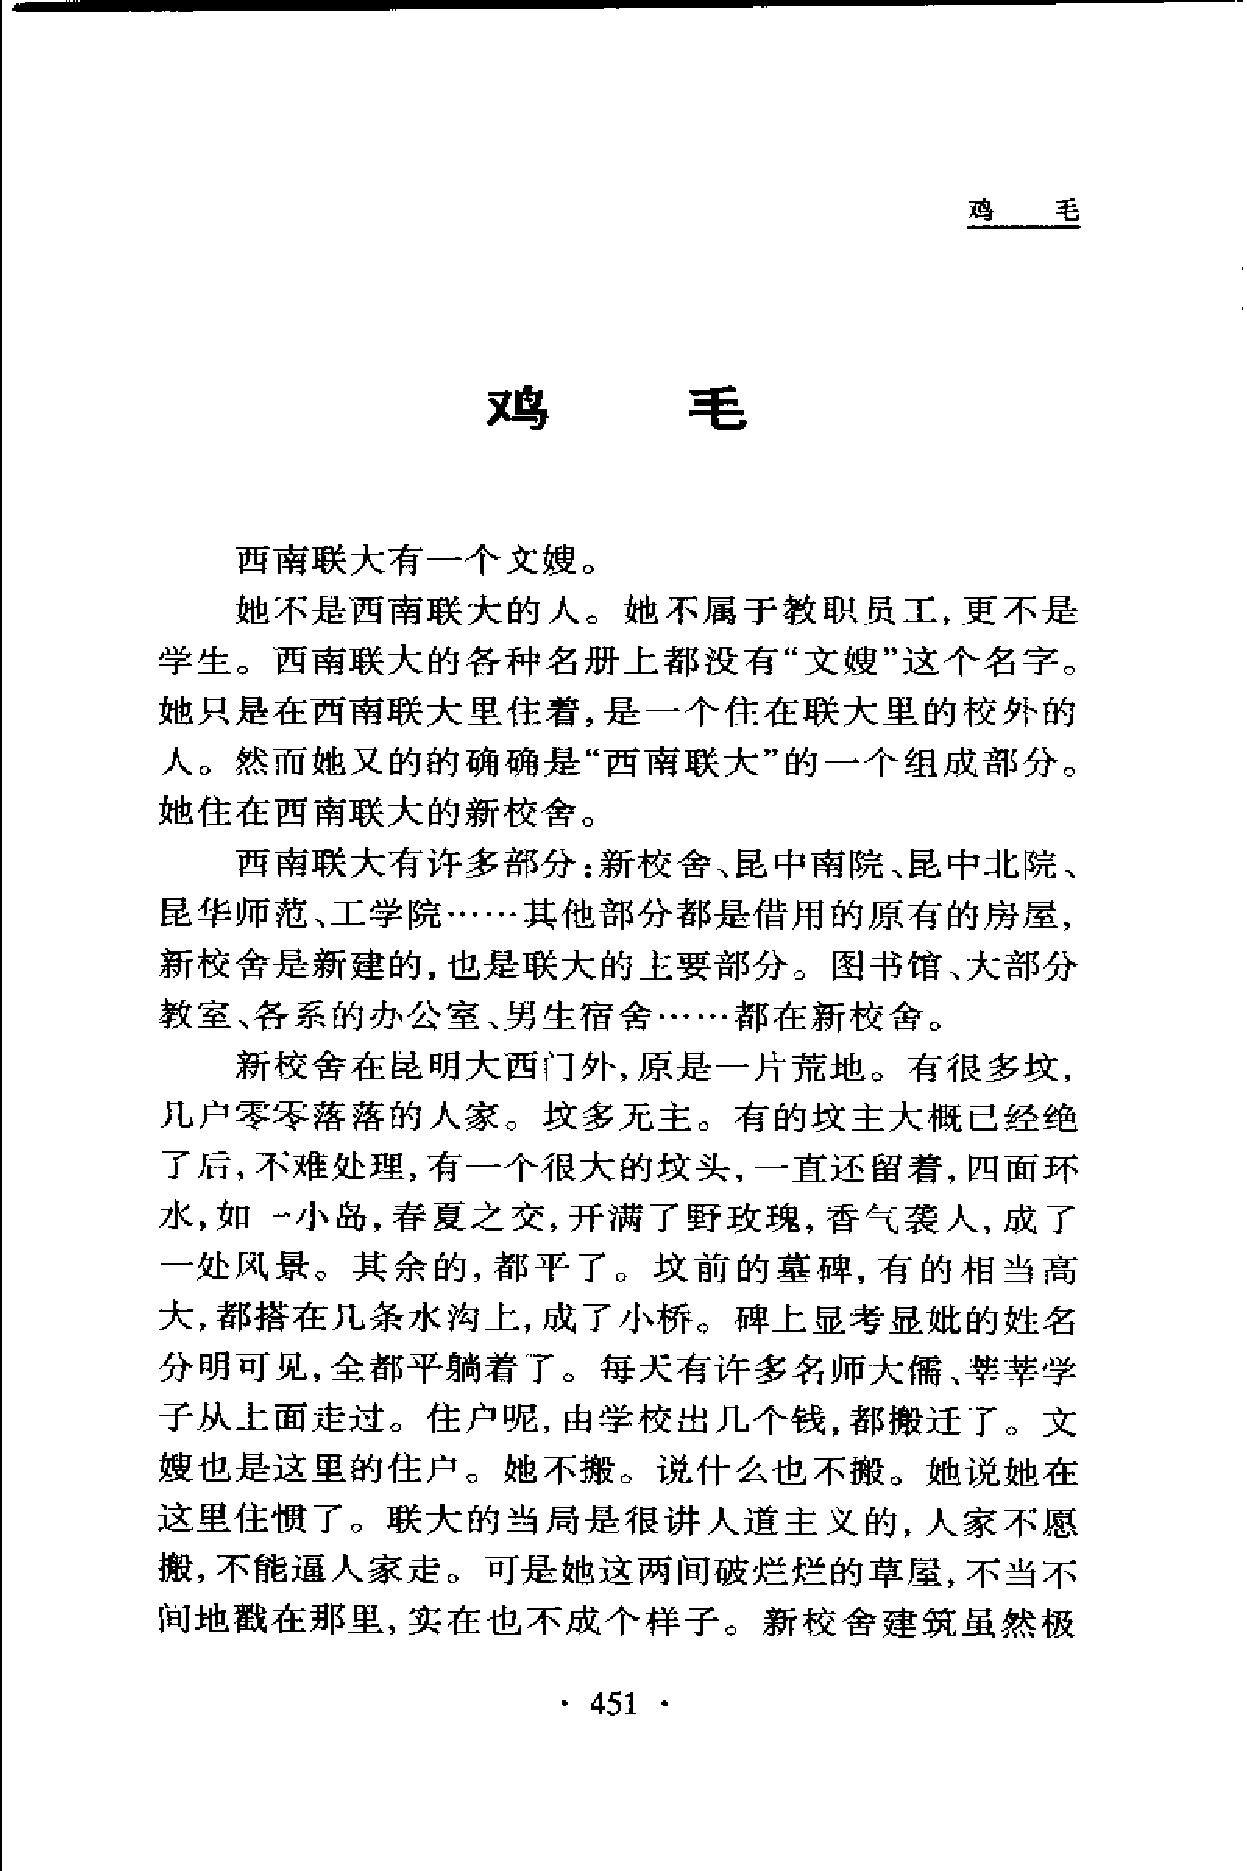 鸡 毛
鸡 毛
西南联大有一个文嫂。
她不是西南联大的人。她不属于教职员工,更不是
学生。西南联大的各种名册上都没有“文嫂”这个名字。
她只是在西南联大里住着,是一个住在联大里的校外的
人。然而她又的的确确是“西南联大”的一个组成部分。
她住在西南联大的新校舍。
西南联大有许多部分:新校舍、昆中南院、昆中北院、
昆华师范、工学院……其他部分都是借用的原有的房屋,
新校舍是新建的,也是联大的主要部分。图书馆、大部分
教室、各系的办公室、男生宿舍……都在新校舍。
新校舍在昆明大西门外,原是一片荒地。有很多坟,
几户零零落落的人家。坟多无主。有的坟主大概已经绝
了后,不难处理,有一个很大的坟头,一直还留着,四面环
水,如一小岛,春夏之交,开满了野玫瑰,香气袭人,成了
一处风景。其余的,都平了。坟前的墓碑,有的相当高
大,都搭在几条水沟上,成了小桥。碑上显考显妣的姓名
分明可见,全都平躺着了。每天有许多名师大儒、莘莘学
子从上面走过。住户呢,由学校出几个钱,都搬迁了。文
嫂也是这里的住户。她不搬。说什么也不搬。她说她在
这里住惯了。联大的当局是很讲人道主义的,人家不愿
搬,不能逼人家走。可是她这两间破烂烂的草屋,不当不
间地戳在那里,实在也不成个样子。新校舍建筑虽然极
· 451 ·